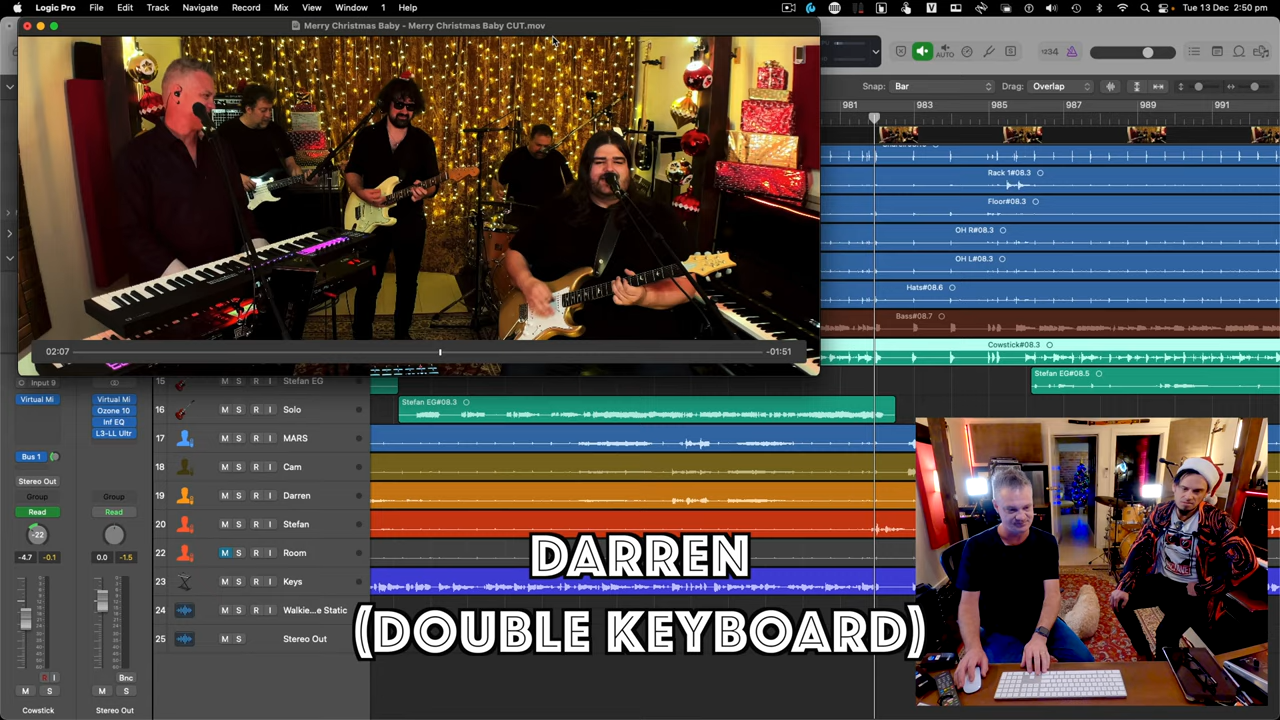 Logic Pro File Edit Track Navigate Record Mix View Window 1 Help Tue 13 Dec 2:50 pm
Merry Christmas Baby - Merry Christmas Baby CUT.mov
AUTO
Snap: Bar Drag: Overlap
981 983 985 987 989 991
Rack 1#08.3
Floor#08.3
OH R#08.3
OH L#08.3
Hats#08.6
Bass#08.7
Cowstick#08.3
02:07 -01:51
Input 9
Virtual Mi Virtual Mi
Ozone 10
Inf EQ
L3-LL Ultr
Bus 1
Stereo Out
Group Group
Read Read
-22
-4.7 -0.1 0.0 -1.5
Bnc
M S M S
Cowstick Stereo Out
15 M S R I Stefan EG
Stefan EG#08.5
16 M S R I Solo
Stefan EG#08.3
17 M S R I MARS
18 M S R I Cam
19 M S R I Darren
20 M S R I Stefan
22 M S R I Room
23 M S R I Keys
24 M S R I Walkie...e Static
25 M S Stereo Out
DARREN
(DOUBLE KEYBOARD)